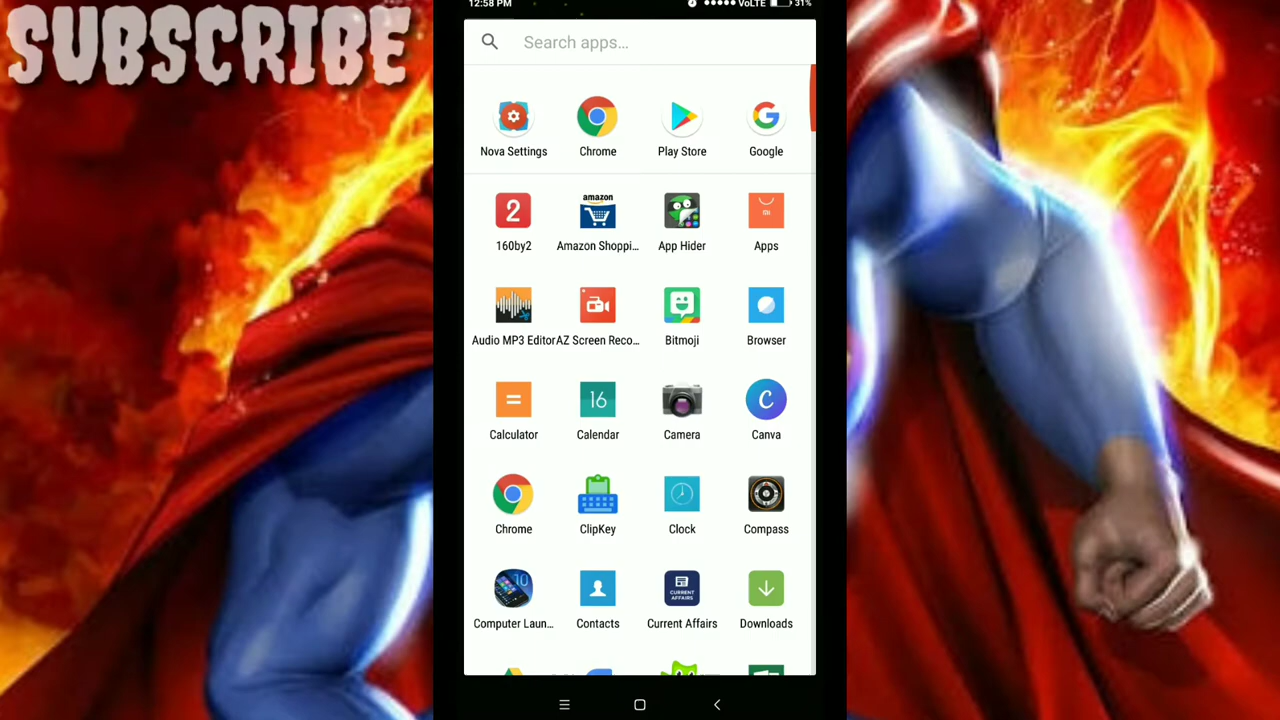 SUBSCRIBE
12:58 PM VoLTE 31%
Search apps...
Nova Settings Chrome Play Store Google
2 amazon
160by2 Amazon Shoppi... App Hider Apps
Audio MP3 Editor AZ Screen Reco... Bitmoji Browser
16 C
Calculator Calendar Camera Canva
Chrome ClipKey Clock Compass
10 CURRENT AFFAIRS
Computer Laun... Contacts Current Affairs Downloads